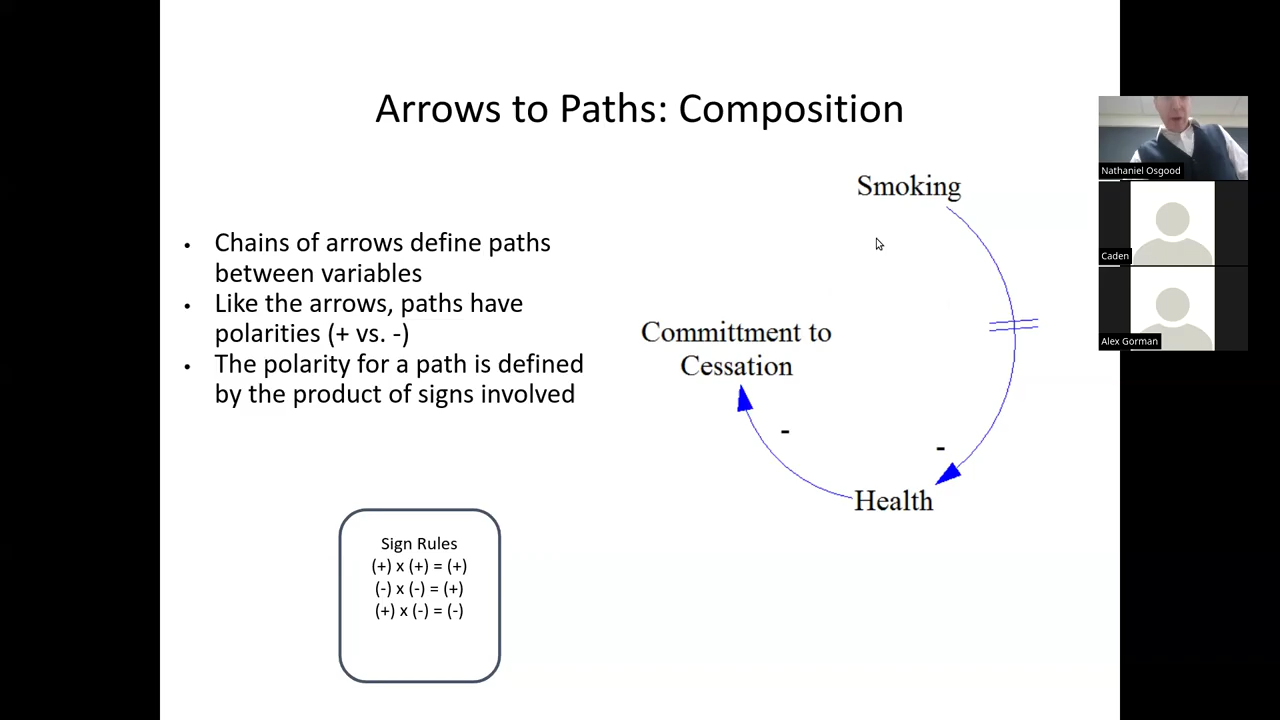 Arrows to Paths: Composition
• Chains of arrows define paths
between variables
• Like the arrows, paths have
polarities (+ vs. -)
• The polarity for a path is defined
by the product of signs involved
Sign Rules
(+) x (+) = (+)
(-) x (-) = (+)
(+) x (-) = (-)
Smoking
Committment to
Cessation
-
-
Health
Nathaniel Osgood
Caden
Alex Gorman